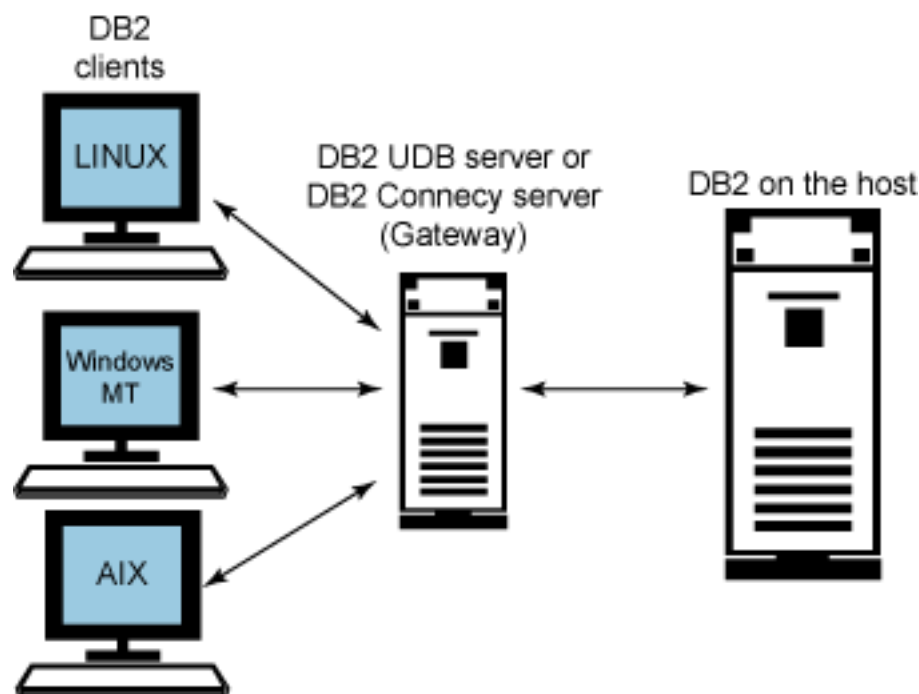 DB2
clients
LINUX
DB2 UDB server or
DB2 Connecy server
(Gateway)
DB2 on the host
Windows
MT
AIX